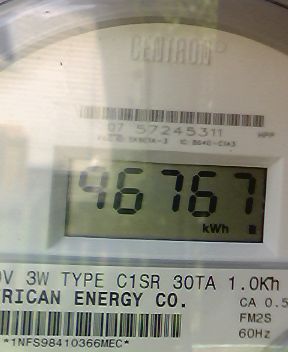 CENTRON
07 57245311
46767
kWh
0V 3W TYPE C1SR 30TA 1.0Kh
RICAN ENERGY CO.
CA 0.5
FM2S
60Hz
*1NFS98410366MEC*